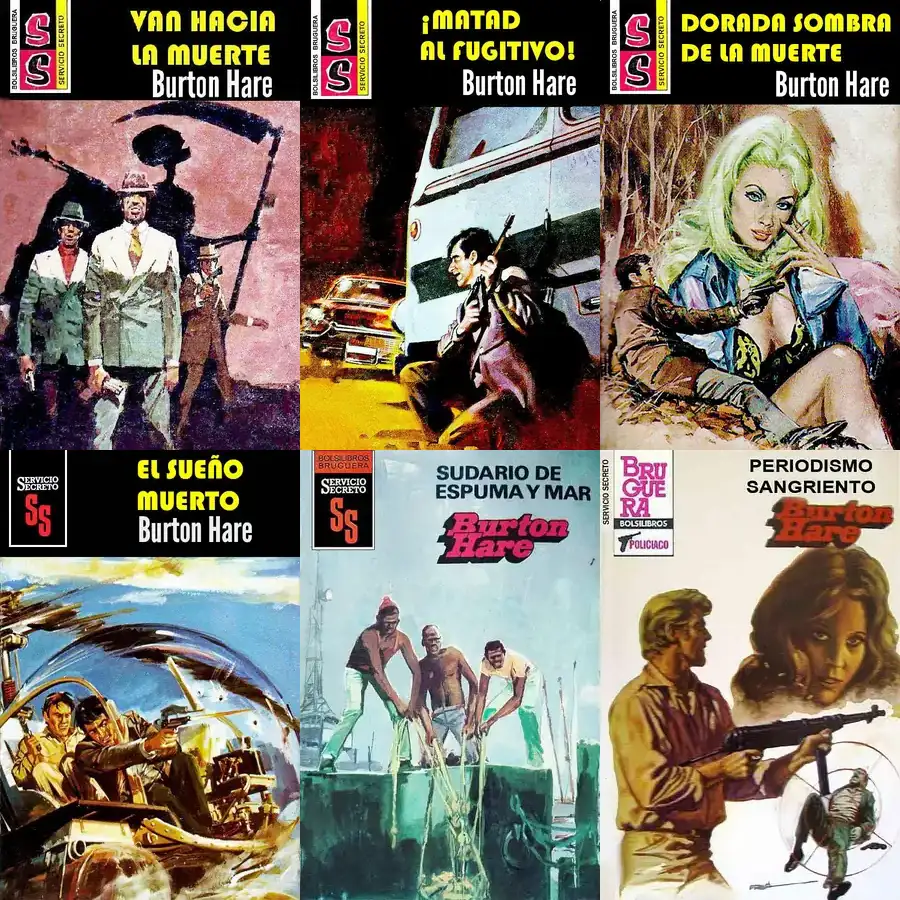 BOLSILIBROS BRUGUERA
SS
SERVICIO SECRETO
VAN HACIA
LA MUERTE
Burton Hare
BOLSILIBROS BRUGUERA
SS
SERVICIO SECRETO
¡MATAD
AL FUGITIVO!
Burton Hare
BOLSILIBROS BRUGUERA
SS
SERVICIO SECRETO
DORADA SOMBRA
DE LA MUERTE
Burton Hare
SERVICIO
SECRETO
SS
EL SUEÑO
MUERTO
Burton Hare
BOLSILIBROS
BRUGUERA
SERVICIO
SECRETO
SS
SUDARIO DE
ESPUMA Y MAR
Burton
Hare
SERVICIO SECRETO
BRU
GUE
RA
BOLSILIBROS
POLICIACO
PERIODISMO
SANGRIENTO
Burton
Hare